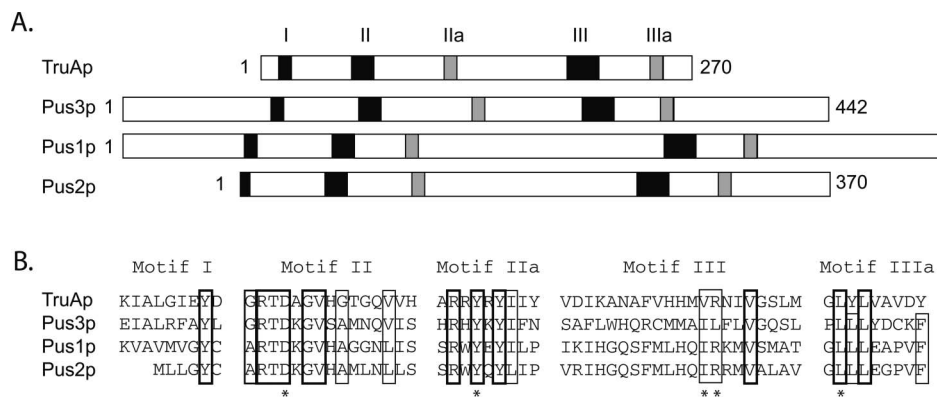 A.
I II IIa III IIIa
TruAp 1 270
Pus3p 1 442
Pus1p 1
Pus2p 1 370
B. Motif I Motif II Motif IIa Motif III Motif IIIa
TruAp KIALGIEYD GRTDAGVHGTGQVVH ARRYRYIIY VDIKANAFVHHMVRNIVGSLM GLYLVAVDY
Pus3p EIALRFAYL GRTDKGVSAMNQVIS HRHYKYIFN SAFLWHQRCMMAILFLVGQSL PLLLYDCKF
Pus1p KVAVMVGYC ARTDKGVHAGGNLIS SRWYEYILP IKIHGQSFMLHQIRKMVSMAT GLLLEAPVF
Pus2p MLLGYC ATDKGVHAMLNLLS SRWYQYLIP VRIHGQSFMLHQIRRMVALAV GLLLEGPVF
* * * * *